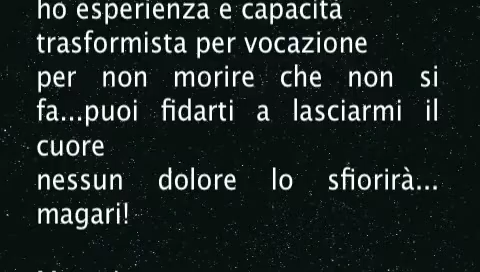 ho esperienza e capacità
trasformista per vocazione
per non morire che non si
fa...puoi fidarti a lasciarmi il
cuore
nessun dolore lo sfiorirà...
magari!